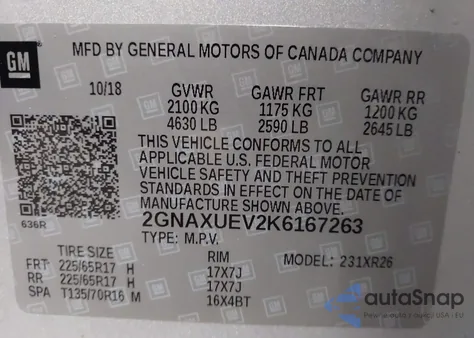 GM
MFD BY GENERAL MOTORS OF CANADA COMPANY
10/18 GVWR GAWR FRT GAWR RR
2100 KG 1175 KG 1200 KG
4630 LB 2590 LB 2645 LB
THIS VEHICLE CONFORMS TO ALL
APPLICABLE U.S. FEDERAL MOTOR
VEHICLE SAFETY AND THEFT PREVENTION
STANDARDS IN EFFECT ON THE DATE OF
MANUFACTURE SHOWN ABOVE.
636R
2GNAXUEV2K6167263
TYPE: M.P.V. MODEL: 231XR26
TIRE SIZE RIM
FRT 225/65R17 H 17X7J
RR 225/65R17 H 17X7J
SPA T135/70R16 M 16X4BT
autoSnap